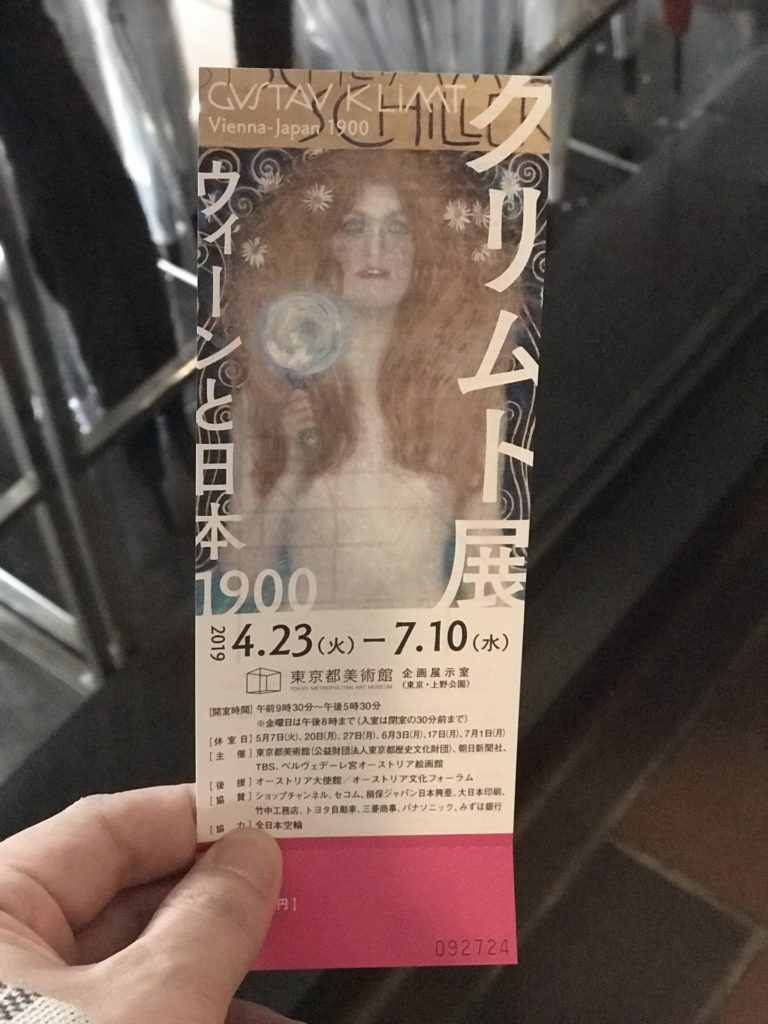 GUSTAV KLIMT
SCHILLER
Vienna-Japan 1900
クリムト展
ウィーンと日本
1900
2019 4.23(火)ー7.10(水)
東京都美術館 企画展示室
TOKYO METROPOLITAN ART MUSEUM (東京・上野公園)
[開室時間] 午前9時30分〜午後5時30分
※金曜日は午後8時まで(入室は閉室の30分前まで)
[休室日] 5月7日(火)、20日(月)、27日(月)、6月3日(月)、17日(月)、7月1日(月)
[主催] 東京都美術館(公益財団法人東京都歴史文化財団)、朝日新聞社、
TBS、ベルヴェデーレ宮オーストリア絵画館
[後援] オーストリア大使館/オーストリア文化フォーラム
[協賛] ショップチャンネル、セコム、損保ジャパン日本興亜、大日本印刷、
竹中工務店、トヨタ自動車、三菱商事、パナソニック、みずほ銀行
[協力] 全日本空輸
円]
092724